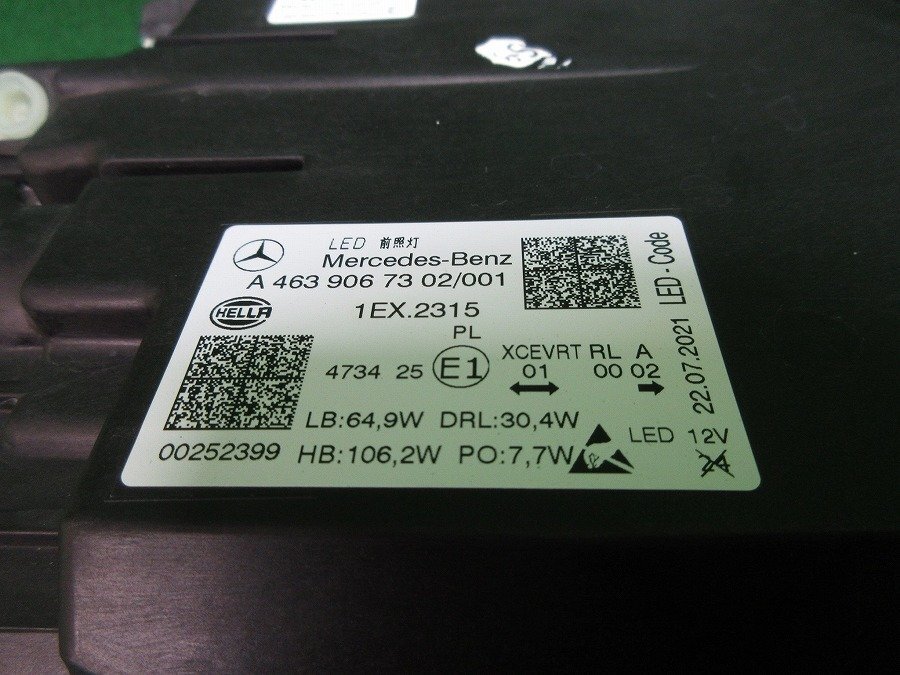 LED 前照灯
Mercedes-Benz
A 463 906 73 02/001
HELLA
1EX.2315
PL
4734 25 E1 XCEVRT RL A
01 00 02
LB:64,9W DRL:30,4W
00252399 HB:106,2W PO:7,7W
LED 12V
24
22.07.2021 LED-Code